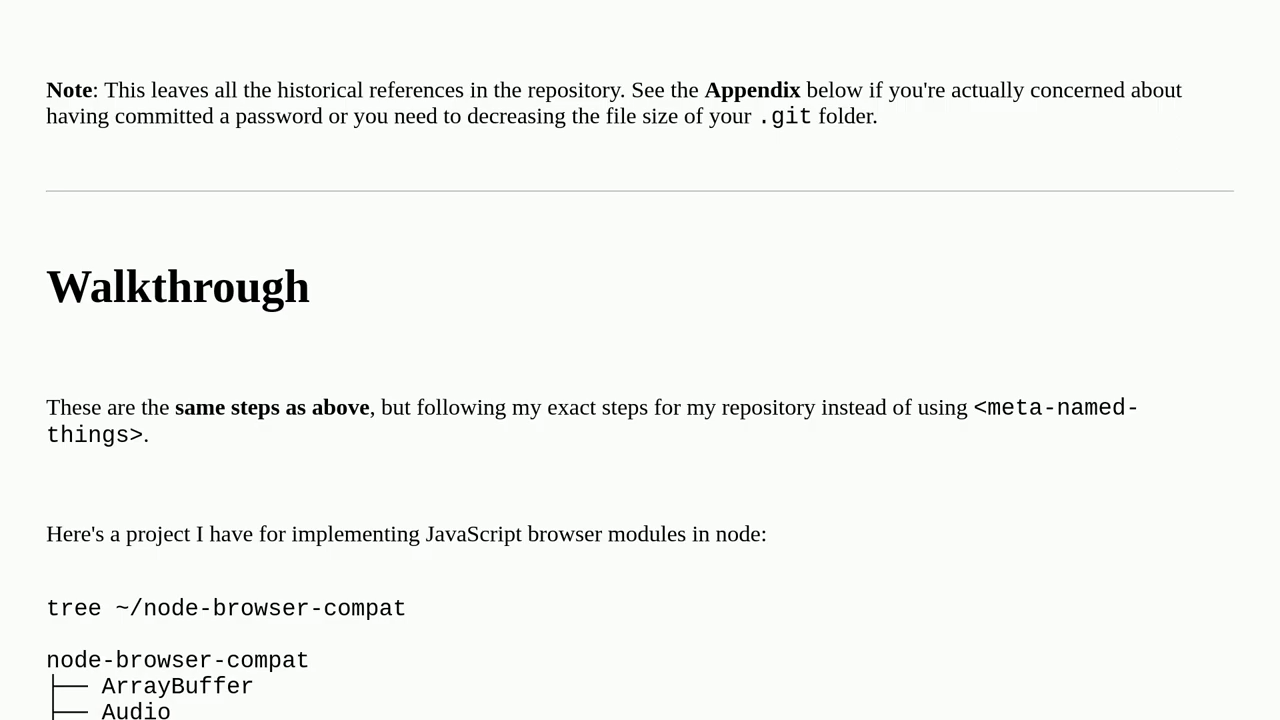 Note: This leaves all the historical references in the repository. See the Appendix below if you're actually concerned about
having committed a password or you need to decreasing the file size of your .git folder.
Walkthrough
These are the same steps as above, but following my exact steps for my repository instead of using <meta-named-
things>.
Here's a project I have for implementing JavaScript browser modules in node:
tree ~/node-browser-compat
node-browser-compat
├── ArrayBuffer
├── Audio